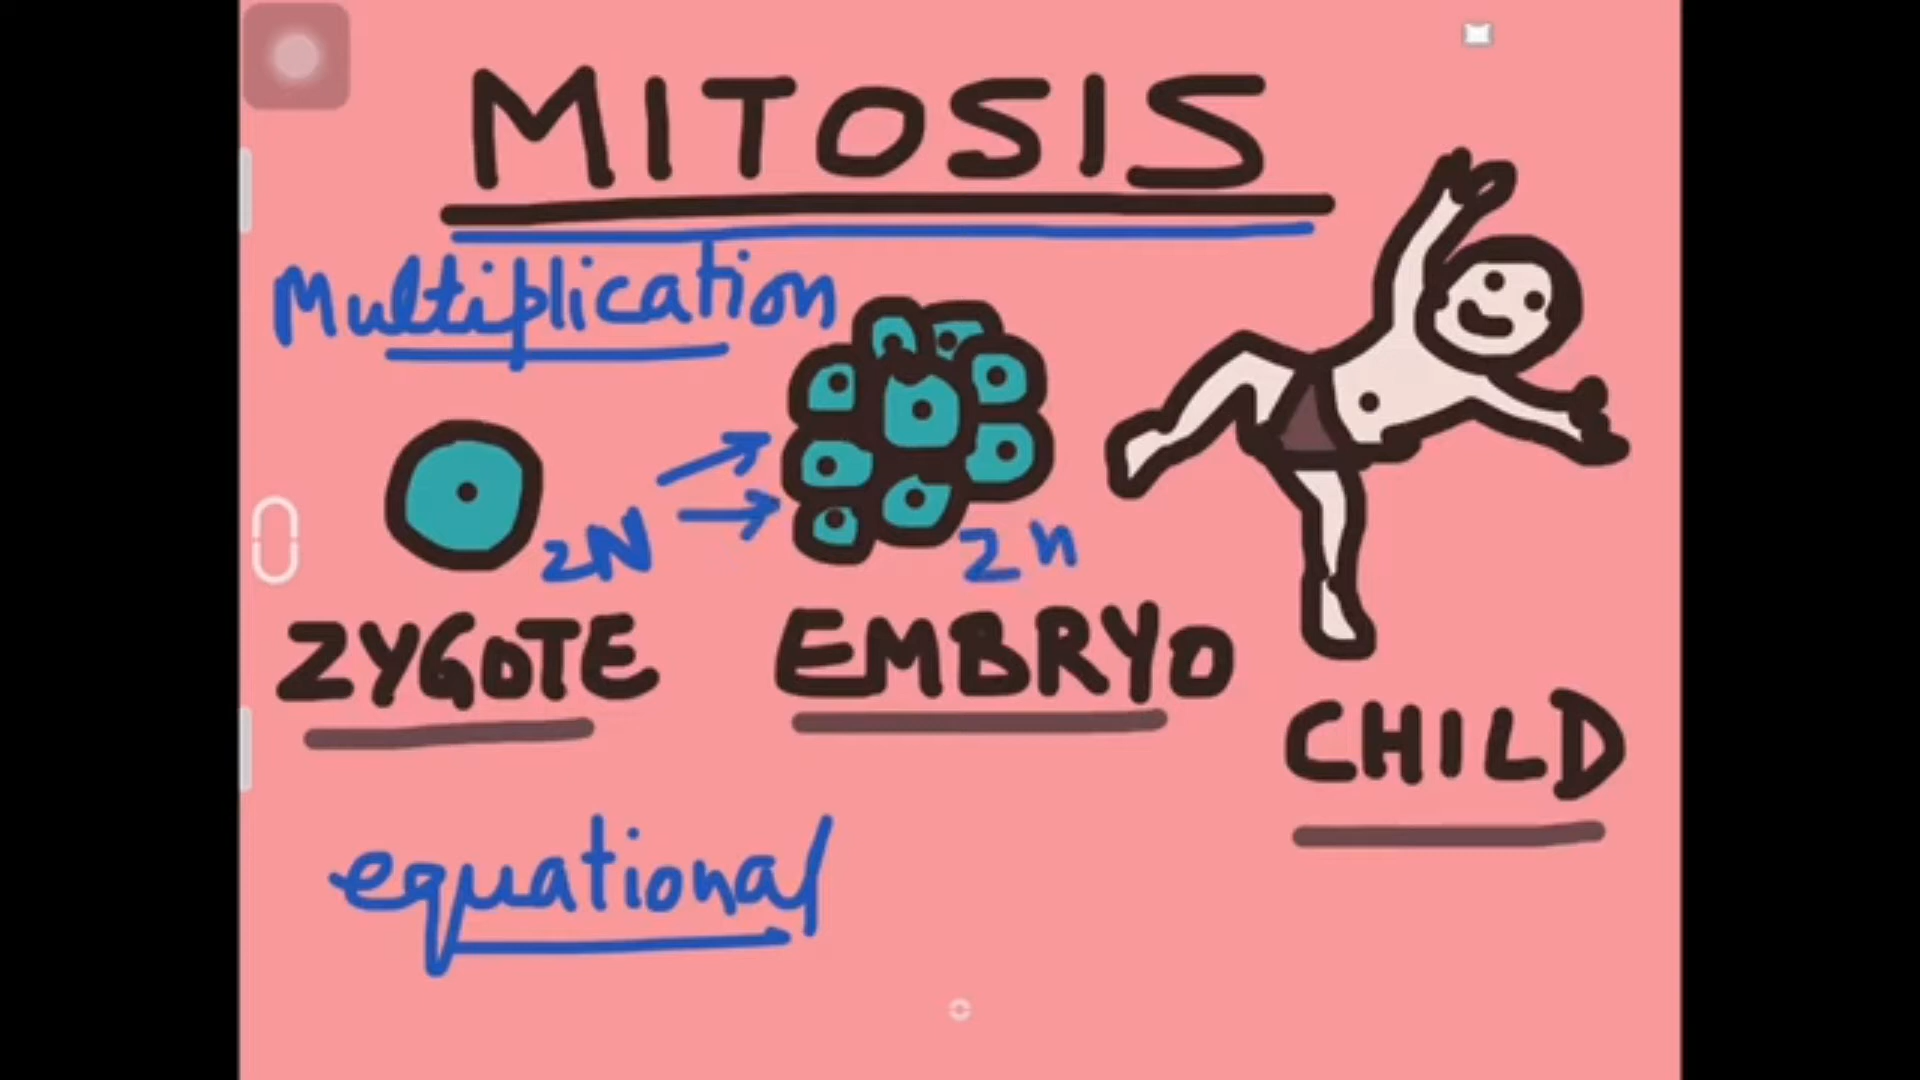 MITOSIS
Multiplication
2N
2n
ZYGOTE
EMBRYO
CHILD
equational